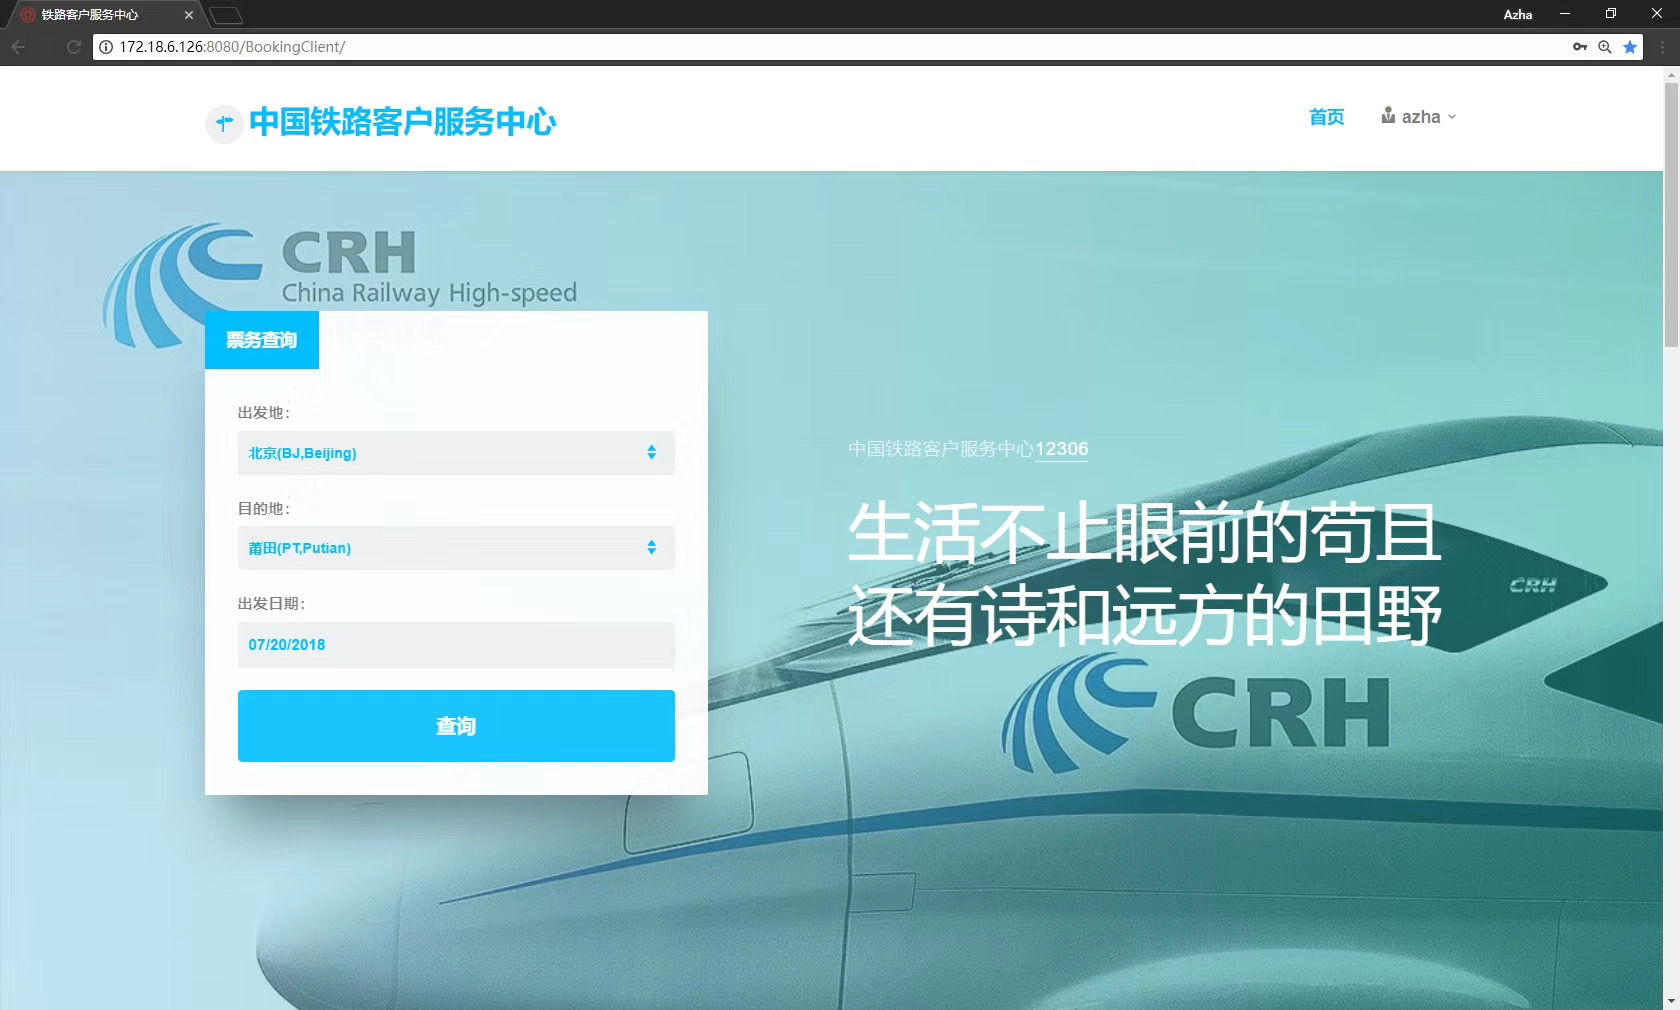 铁路客户服务中心
Azha
172.18.6.126:8080/BookingClient/
中国铁路客户服务中心
首页
azha
CRH
China Railway High-speed
票务查询
出发地：
北京(BJ,Beijing)
目的地：
莆田(PT,Putian)
出发日期：
07/20/2018
查询
中国铁路客户服务中心12306
生活不止眼前的苟且
还有诗和远方的田野
CRH
CRH